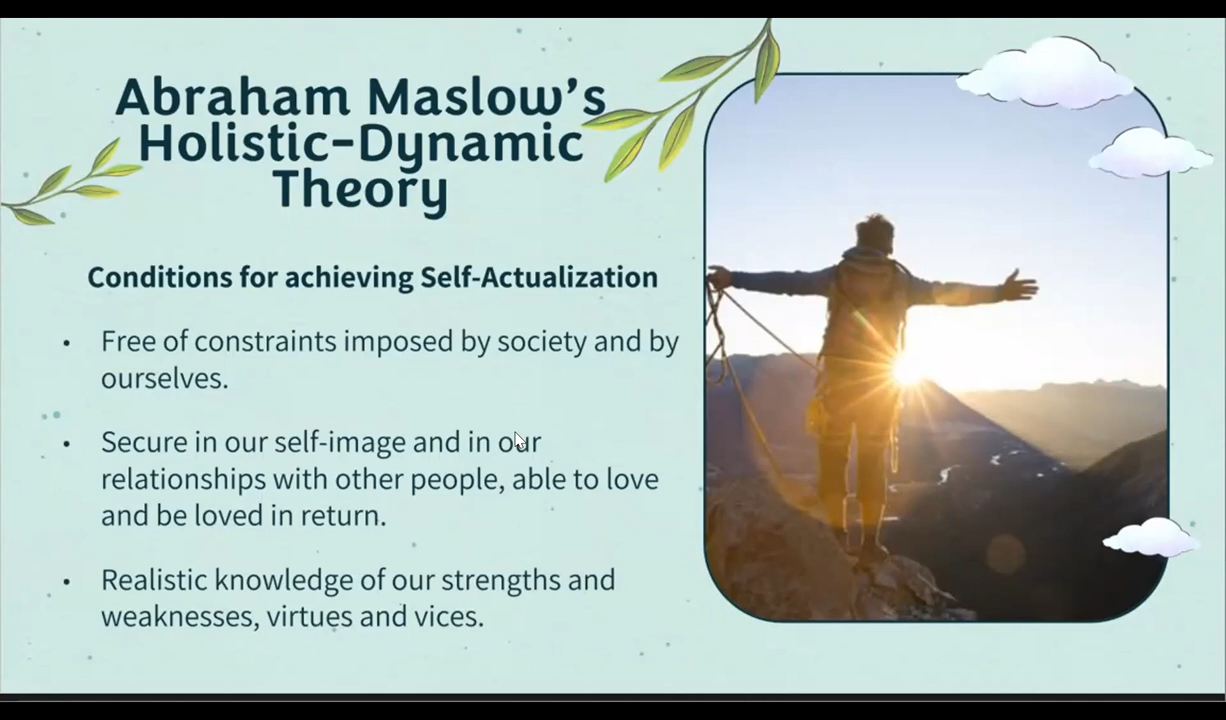 Abraham Maslow's
Holistic-Dynamic
Theory
Conditions for achieving Self-Actualization
• Free of constraints imposed by society and by
ourselves.
• Secure in our self-image and in our
relationships with other people, able to love
and be loved in return.
• Realistic knowledge of our strengths and
weaknesses, virtues and vices.